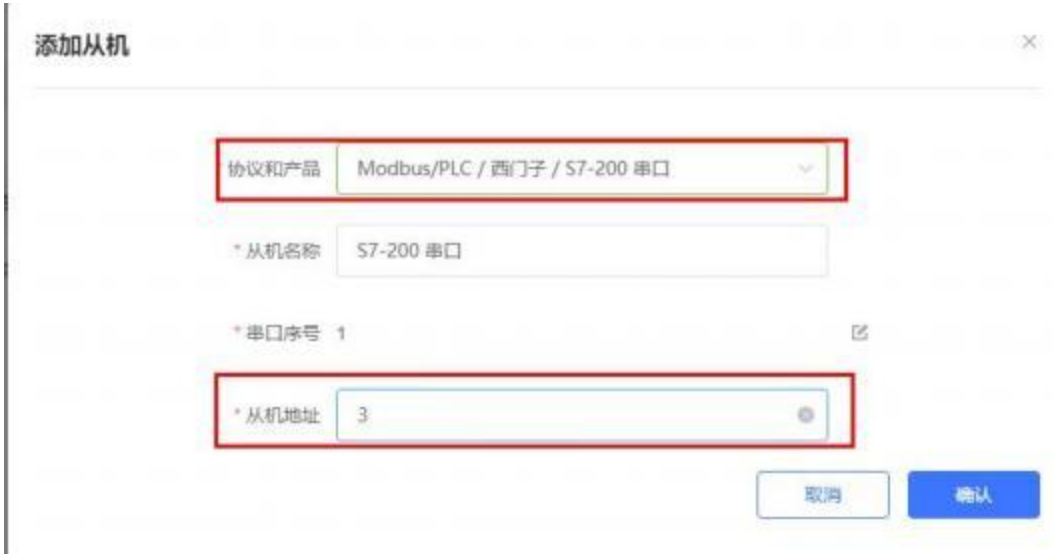 添加从机
协议和产品 Modbus/PLC / 西门子 / S7-200 串口
* 从机名称 S7-200 串口
* 串口序号 1
* 从机地址 3
取消 确认